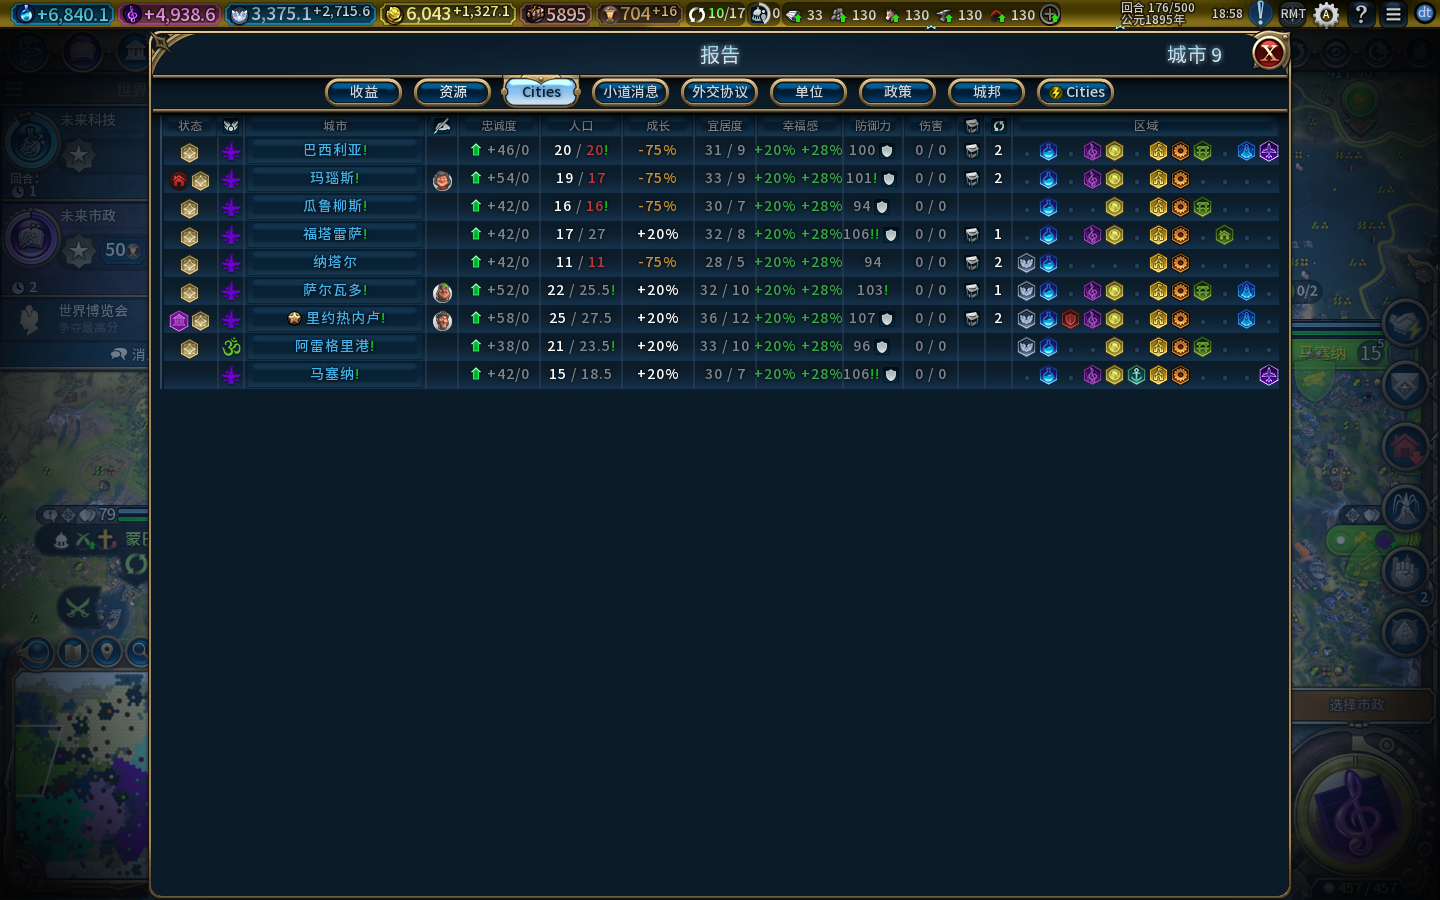 +6,840.1 +4,938.6 3,375.1 +2,715.6 6,043 +1,327.1 5895 704 +16 10/17 0 33 130 130 130 130 回合 176/500 18:58 RMT ? dt
公元1895年
报告 城市 9 X
收益 资源 Cities 小道消息 外交协议 单位 政策 城邦 Cities
状态 城市 忠诚度 人口 成长 宜居度 幸福感 防御力 伤害 区域
巴西利亚! +46/0 20 / 20! -75% 31 / 9 +20% +28% 100 0 / 0 2
玛瑙斯! +54/0 19 / 17 -75% 33 / 9 +20% +28% 101! 0 / 0 2
瓜鲁柳斯! +42/0 16 / 16! -75% 30 / 7 +20% +28% 94 0 / 0
福塔雷萨! +42/0 17 / 27 +20% 32 / 8 +20% +28% 106!! 0 / 0 1
纳塔尔 +42/0 11 / 11 -75% 28 / 5 +20% +28% 94 0 / 0 2
萨尔瓦多! +52/0 22 / 25.5! +20% 32 / 10 +20% +28% 103! 0 / 0 1
里约热内卢! +58/0 25 / 27.5 +20% 36 / 12 +20% +28% 107 0 / 0 2
阿雷格里港! +38/0 21 / 23.5! +20% 33 / 10 +20% +28% 96 0 / 0
马塞纳! +42/0 15 / 18.5 +20% 30 / 7 +20% +28% 106!! 0 / 0
世界
未来科技
回合:
1
未来市政
50
2
世界博览会
争夺最高分
消
79
蒙
0/2
马塞纳 15 5
2
选择市政
457 / 457